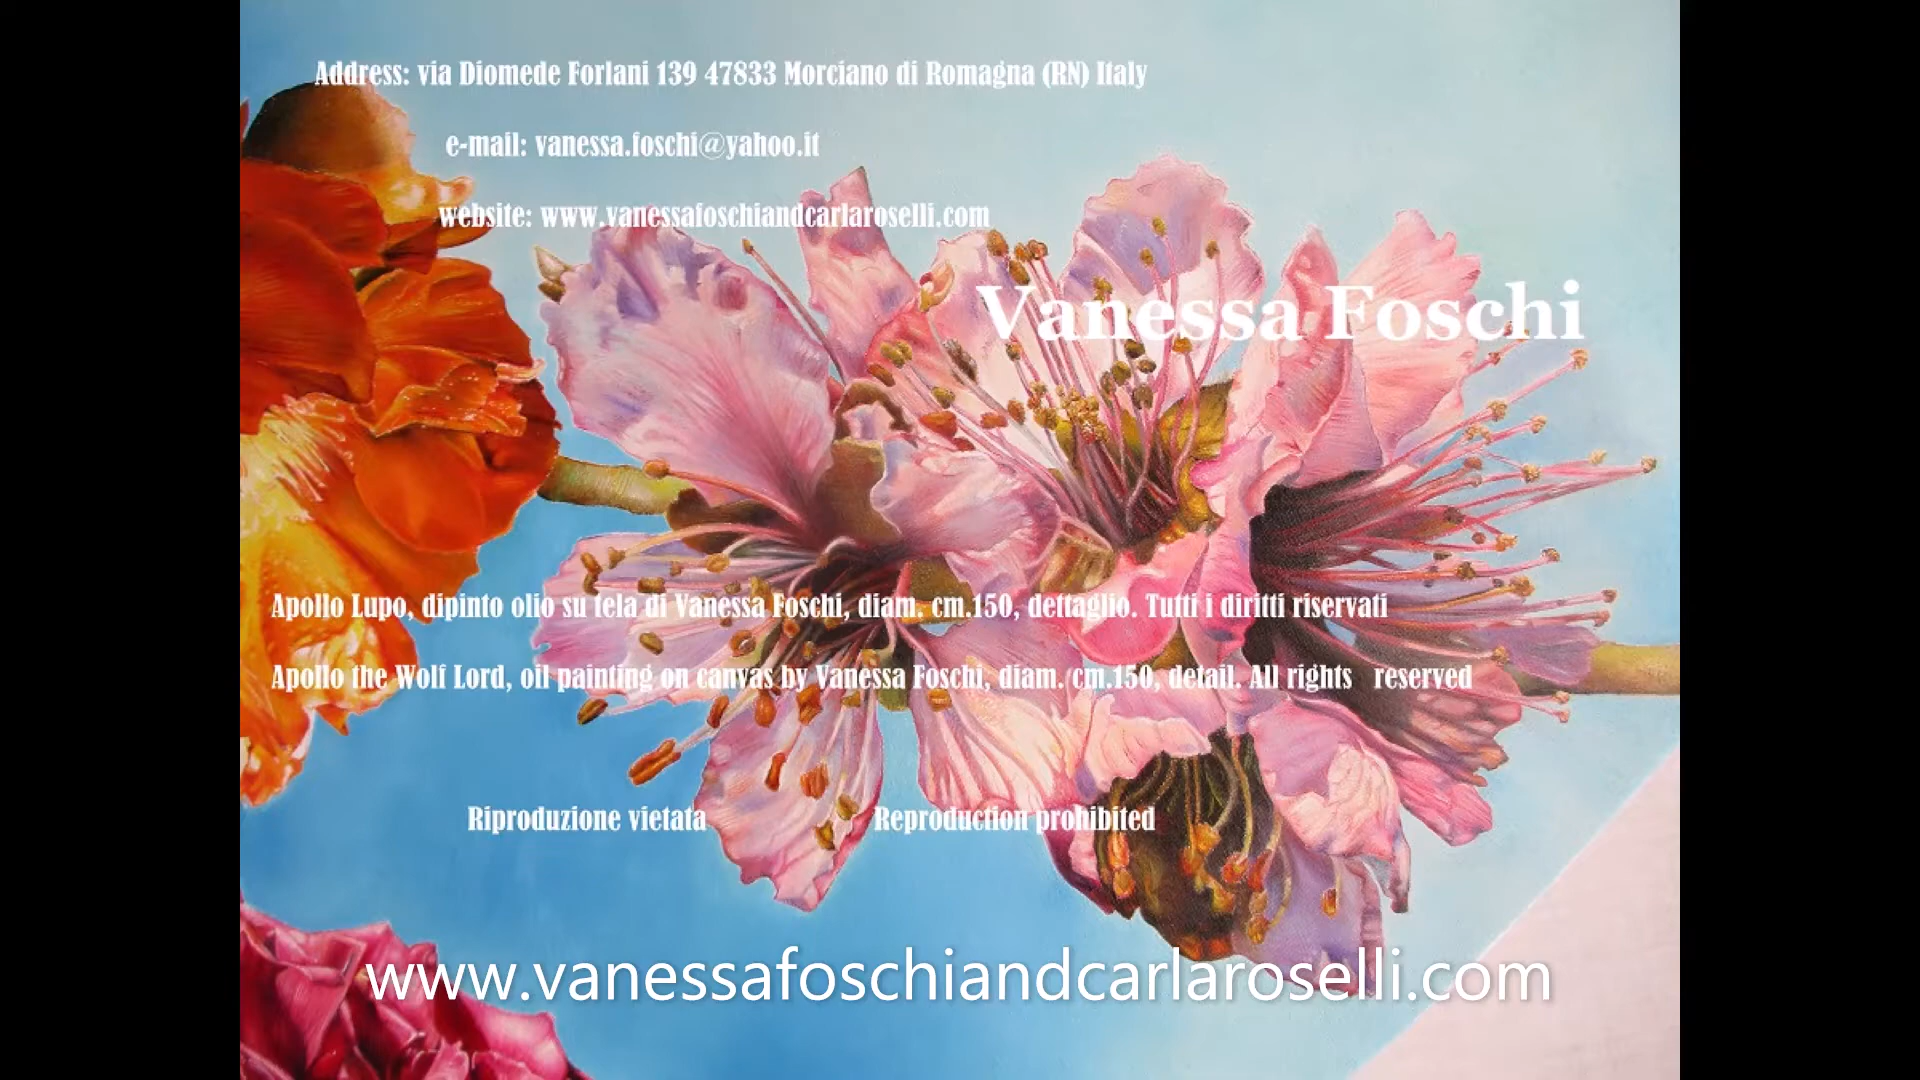 Address: via Diomede Forlani 139 47833 Morciano di Romagna (RN) Italy
e-mail: vanessa.foschi@yahoo.it
website: www.vanessafoschiandcarlaroselli.com
Vanessa Foschi
Apollo Lupo, dipinto olio su tela di Vanessa Foschi, diam. cm.150, dettaglio. Tutti i diritti riservati
Apollo the Wolf Lord, oil painting on canvas by Vanessa Foschi, diam. cm.150, detail. All rights reserved
Riproduzione vietata Reproduction prohibited
www.vanessafoschiandcarlaroselli.com